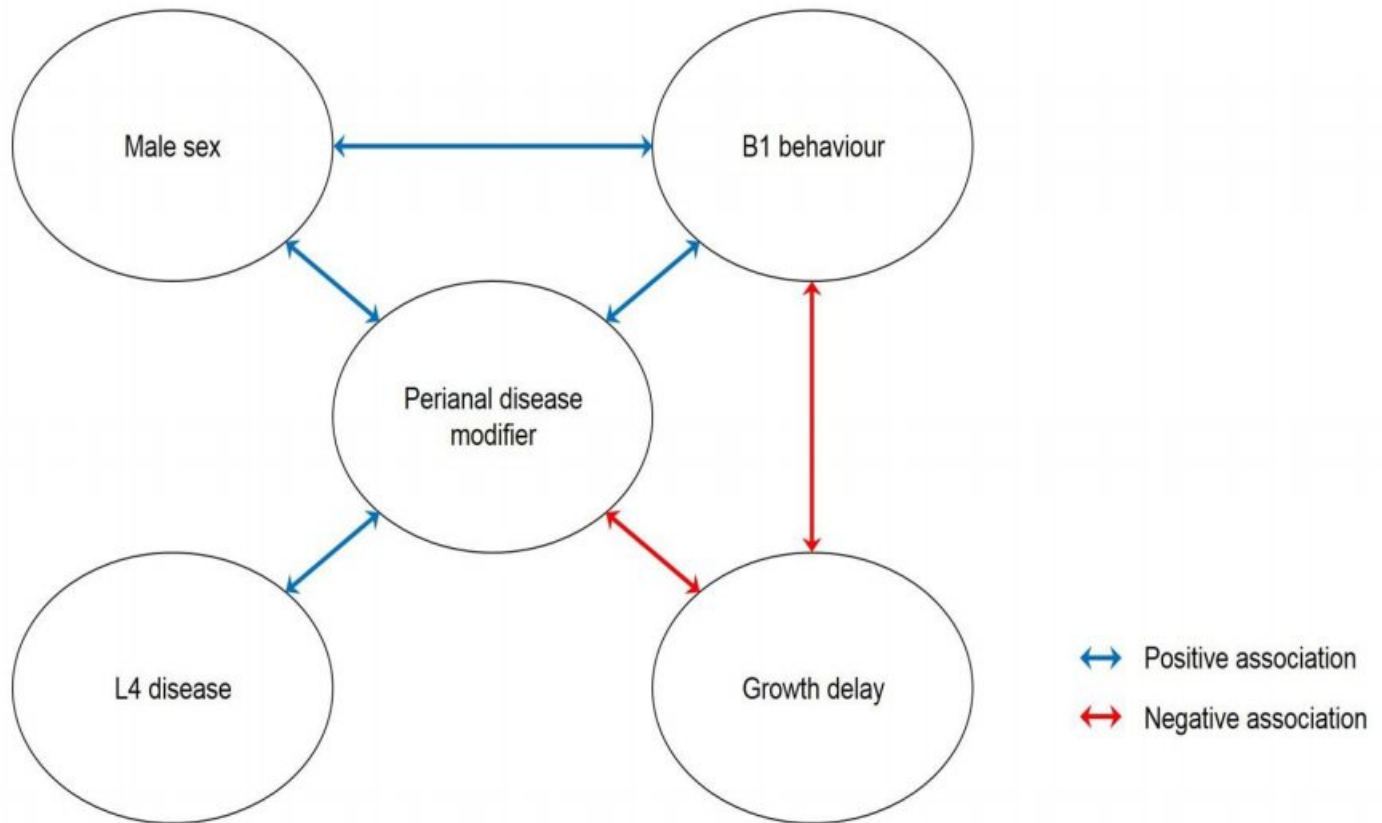 Male sex
B1 behaviour
Perianal disease
modifier
L4 disease
Growth delay
Positive association
Negative association